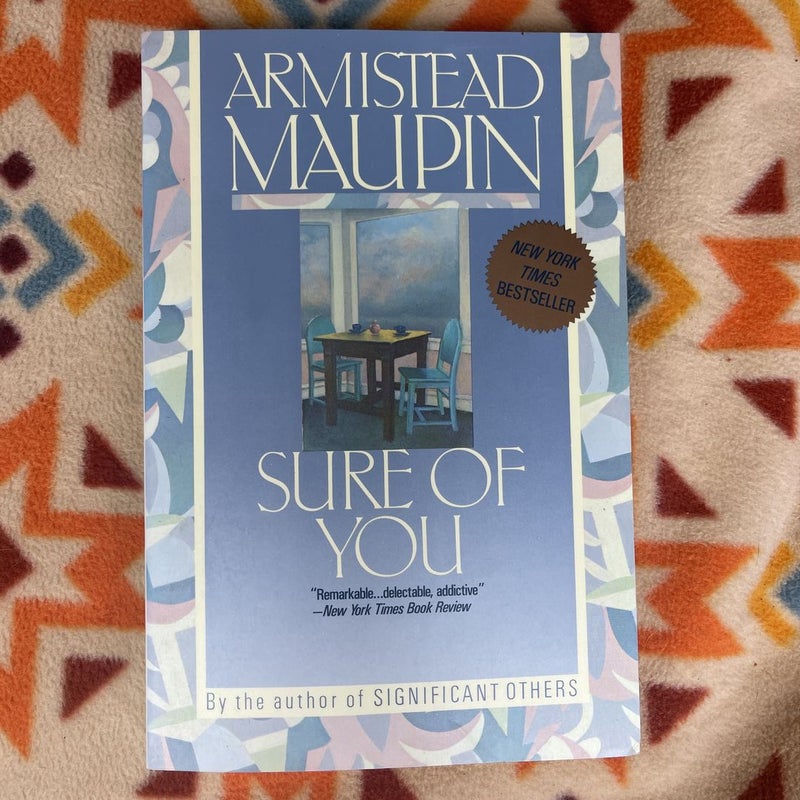 ARMISTEAD
MAUPIN
NEW YORK
TIMES
BESTSELLER
SURE OF
YOU
“Remarkable...delectable, addictive”
—New York Times Book Review
By the author of SIGNIFICANT OTHERS